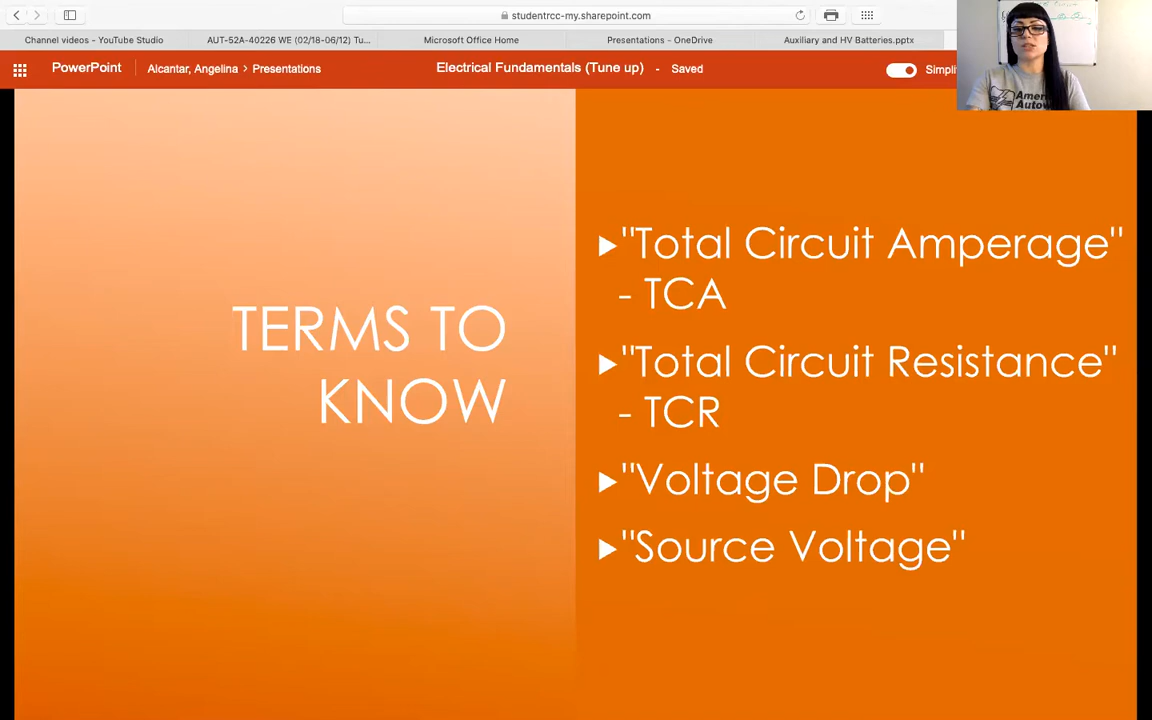 studentrcc-my.sharepoint.com
Channel videos - YouTube Studio
AUT-52A-40226 WE (02/18-06/12) Tu...
Microsoft Office Home
Presentations - OneDrive
Auxiliary and HV Batteries.pptx
PowerPoint
Alcantar, Angelina > Presentations
Electrical Fundamentals (Tune up) - Saved
Simpli
TERMS TO
KNOW
"Total Circuit Amperage"
- TCA
"Total Circuit Resistance"
- TCR
"Voltage Drop"
"Source Voltage"